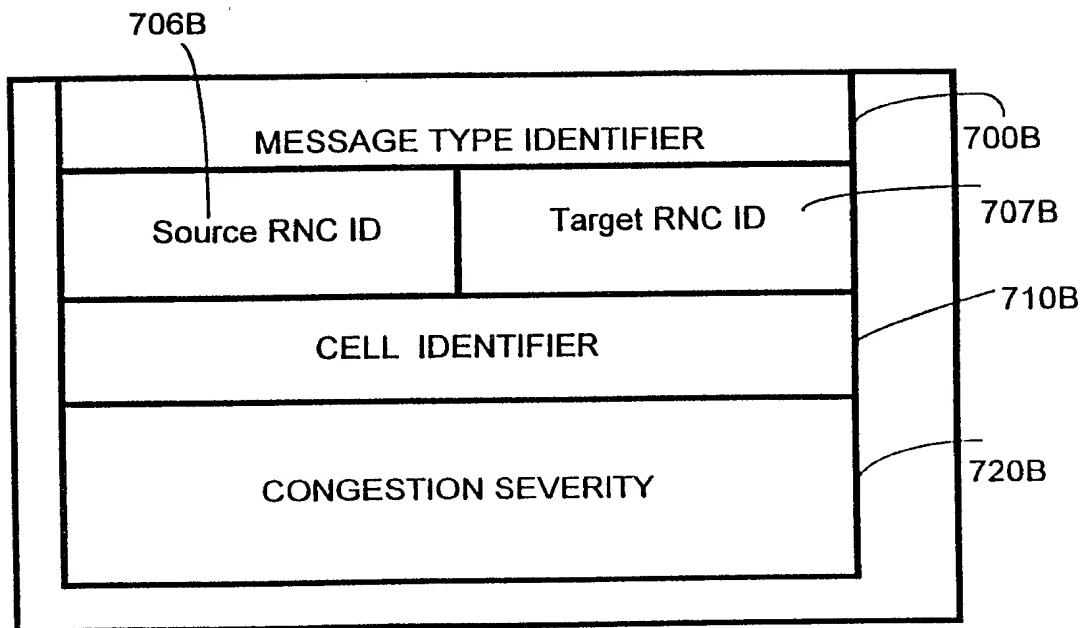 706B
MESSAGE TYPE IDENTIFIER
700B
Source RNC ID
Target RNC ID
707B
CELL IDENTIFIER
710B
CONGESTION SEVERITY
720B